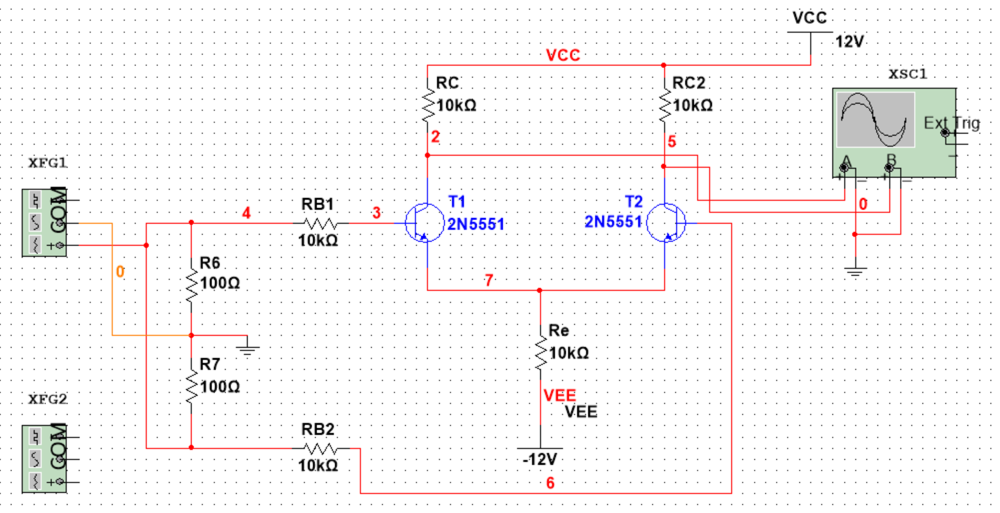 VCC
12V
VCC
XSC1
RC
10kΩ
RC2
10kΩ
Ext Trig
2
5
A
B
XFG1
COM
+
+
_
+
_
_
RB1
10kΩ
4
3
T1
2N5551
T2
2N5551
0
R6
100Ω
0
7
Re
10kΩ
R7
100Ω
VEE
VEE
XFG2
COM
+
RB2
10kΩ
-12V
6